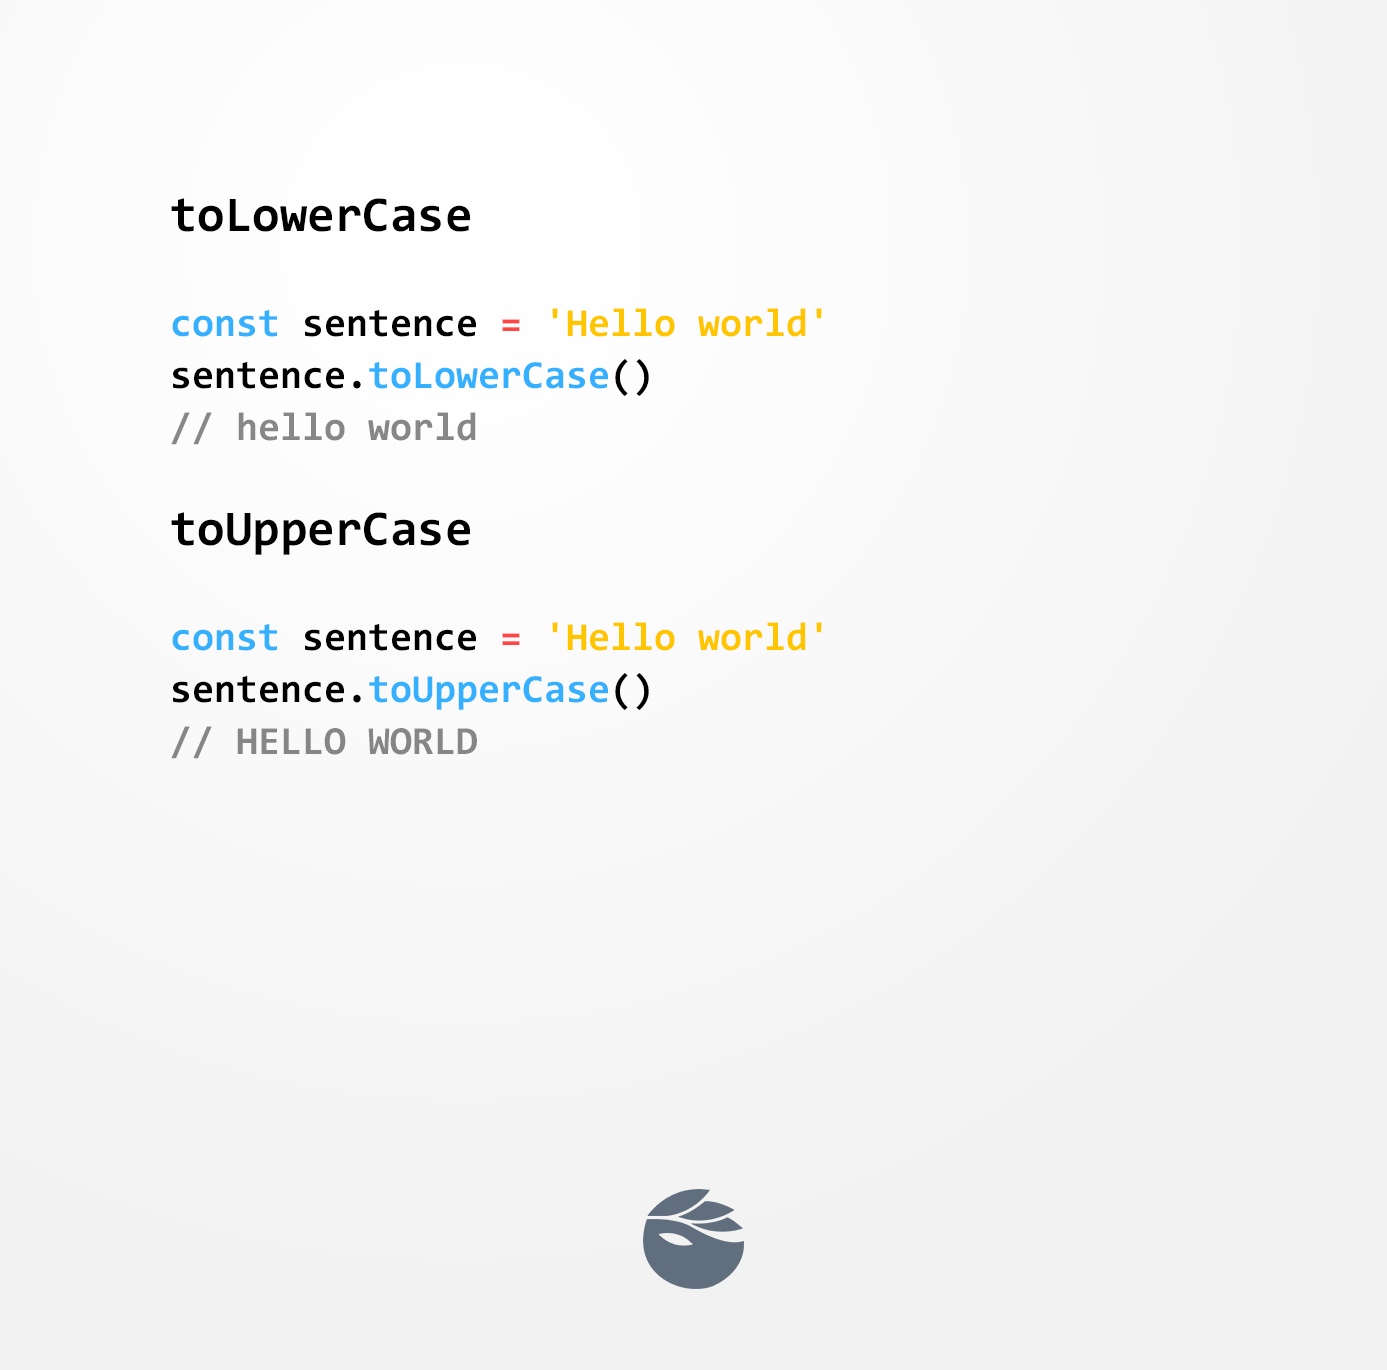 toLowerCase
const sentence = 'Hello world'
sentence.toLowerCase()
// hello world
toUpperCase
const sentence = 'Hello world'
sentence.toUpperCase()
// HELLO WORLD